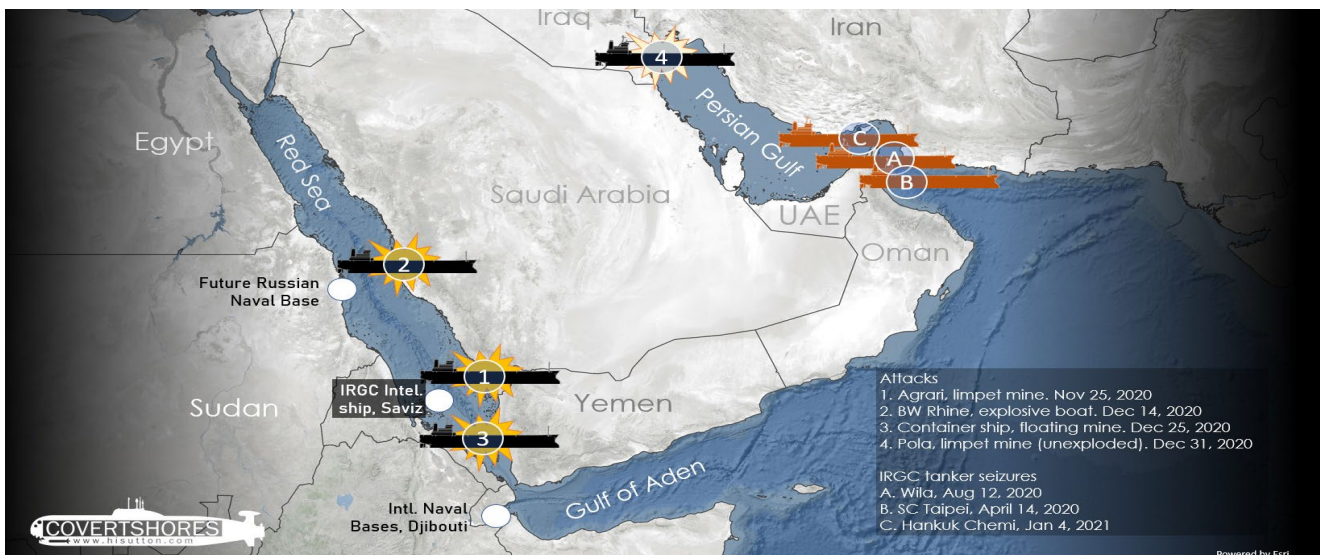 Iraq
Iran
4
Persian Gulf
C
A
B
Egypt
Red Sea
Saudi Arabia
UAE
Oman
2
Future Russian
Naval Base
1
IRGC Intel.
ship, Saviz
Sudan
Yemen
3
Gulf of Aden
Intl. Naval
Bases, Djibouti
Attacks
1. Agrari, limpet mine. Nov 25, 2020
2. BW Rhine, explosive boat. Dec 14, 2020
3. Container ship, floating mine. Dec 25, 2020
4. Pola, limpet mine (unexploded). Dec 31, 2020
IRGC tanker seizures
A. Wila, Aug 12, 2020
B. SC Taipei, April 14, 2020
C. Hankuk Chemi, Jan 4, 2021
COVERTSHORES
www.hisutton.com
Powered by Esri